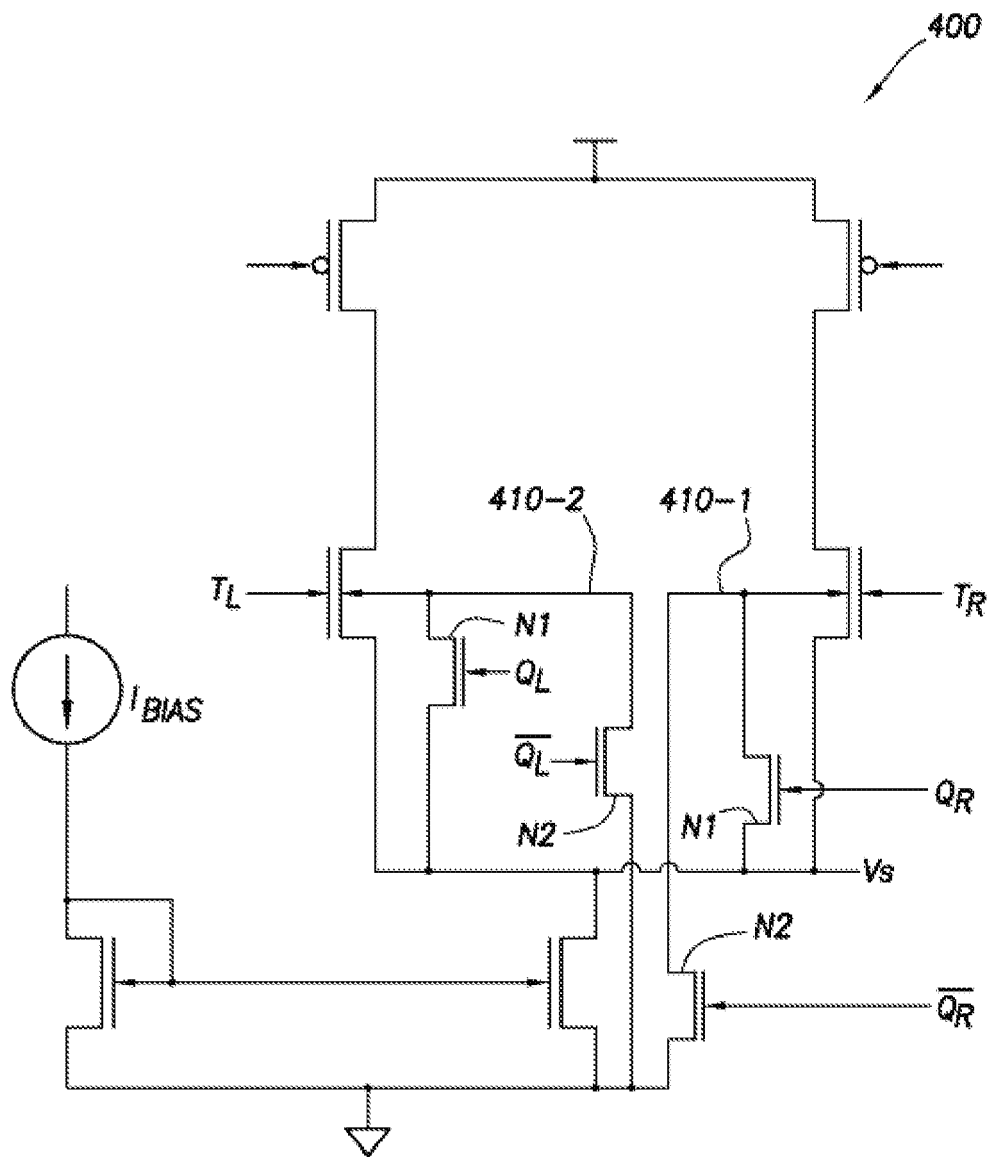 400
410-2 410-1
T_L T_R
N1
Q_L
I_BIAS
Q̅_L̅
Q_R
N2 N1
Vs
N2
Q̅_R̅